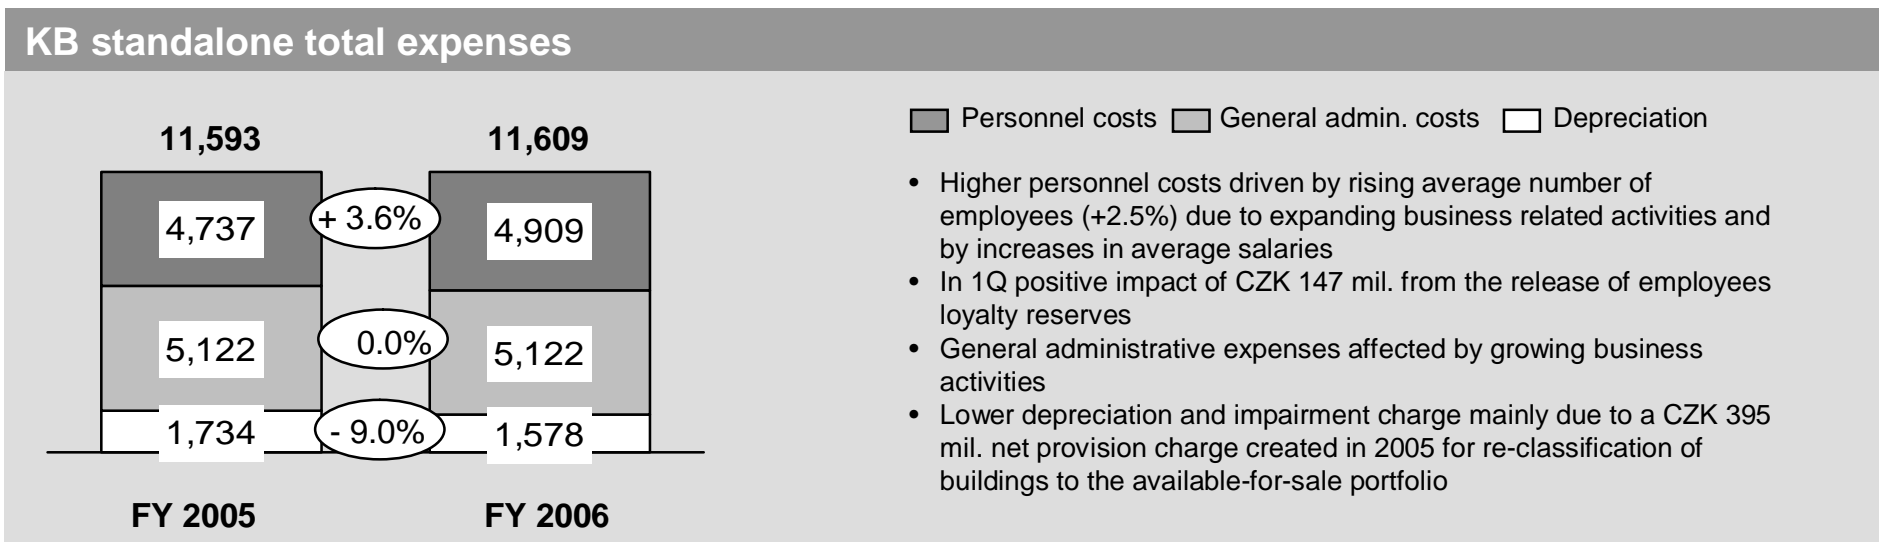 KB standalone total expenses
11,593
11,609
4,737
+ 3.6%
4,909
5,122
0.0%
5,122
1,734
- 9.0%
1,578
FY 2005
FY 2006
Personnel costs General admin. costs Depreciation
• Higher personnel costs driven by rising average number of
employees (+2.5%) due to expanding business related activities and
by increases in average salaries
• In 1Q positive impact of CZK 147 mil. from the release of employees
loyalty reserves
• General administrative expenses affected by growing business
activities
• Lower depreciation and impairment charge mainly due to a CZK 395
mil. net provision charge created in 2005 for re-classification of
buildings to the available-for-sale portfolio